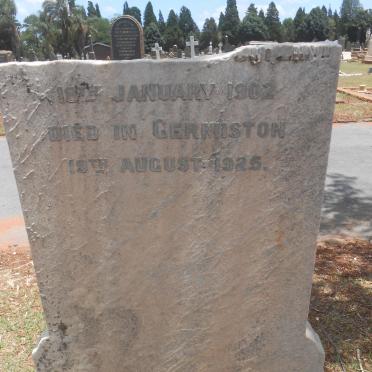 JANUARY 1902
DIED IN GERMISTON
19TH AUGUST 1925.